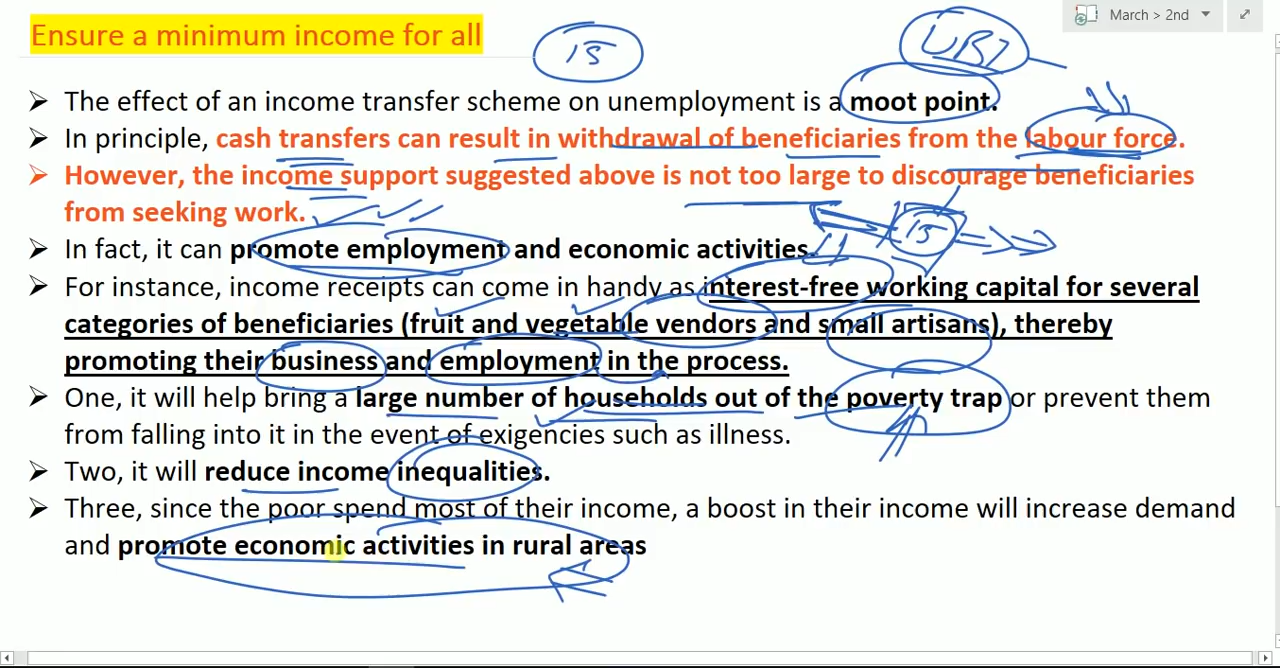 March > 2nd
Ensure a minimum income for all
15
UBI
➤ The effect of an income transfer scheme on unemployment is a moot point.
➤ In principle, cash transfers can result in withdrawal of beneficiaries from the labour force.
➤ However, the income support suggested above is not too large to discourage beneficiaries
from seeking work.
15
➤ In fact, it can promote employment and economic activities.
➤ For instance, income receipts can come in handy as interest-free working capital for several
categories of beneficiaries (fruit and vegetable vendors and small artisans), thereby
promoting their business and employment in the process.
➤ One, it will help bring a large number of households out of the poverty trap or prevent them
from falling into it in the event of exigencies such as illness.
➤ Two, it will reduce income inequalities.
➤ Three, since the poor spend most of their income, a boost in their income will increase demand
and promote economic activities in rural areas